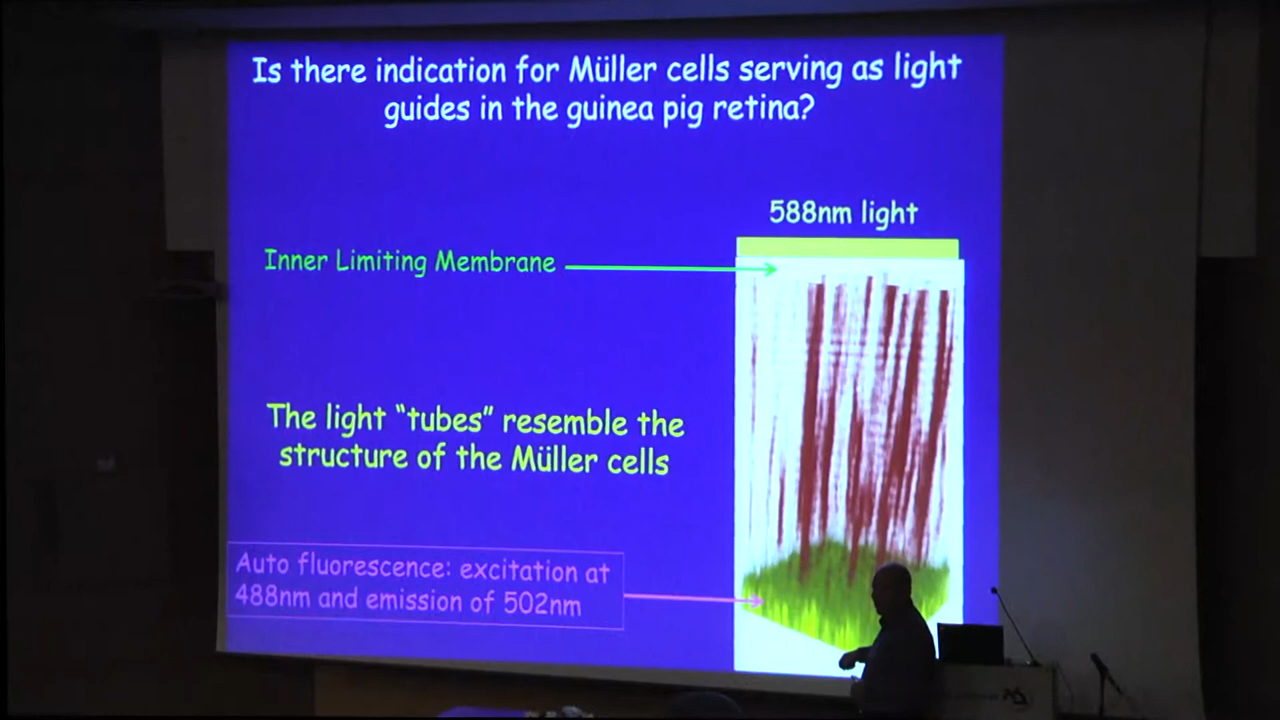 Is there indication for Müller cells serving as light
guides in the guinea pig retina?
588nm light
Inner Limiting Membrane
The light “tubes” resemble the
structure of the Müller cells
Auto fluorescence: excitation at
488nm and emission of 502nm